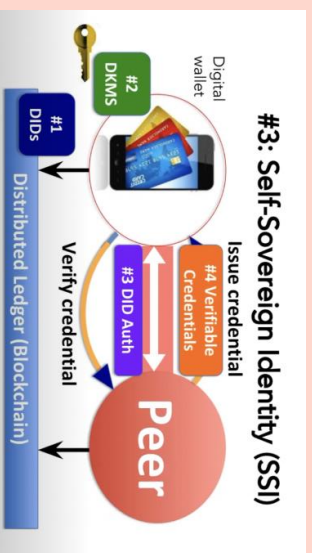 #3: Self-Sovereign Identity (SSI)
Digital
wallet
Issue credential
#4 Verifiable
Credentials
#2
DKMS
#3 DID Auth
Peer
Verify credential
#1
DIDs
Distributed Ledger (Blockchain)